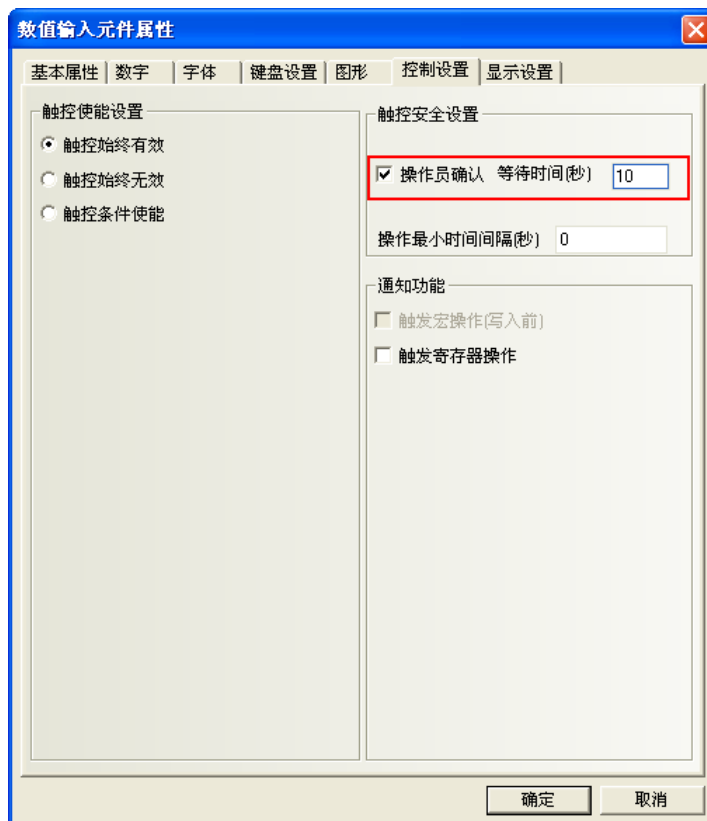 数值输入元件属性
基本属性 数字 字体 键盘设置 图形 控制设置 显示设置
触控使能设置
触控始终有效
触控始终无效
触控条件使能
触控安全设置
操作员确认 等待时间(秒) 10
操作最小时间间隔(秒) 0
通知功能
触发宏操作(写入前)
触发寄存器操作
确定 取消